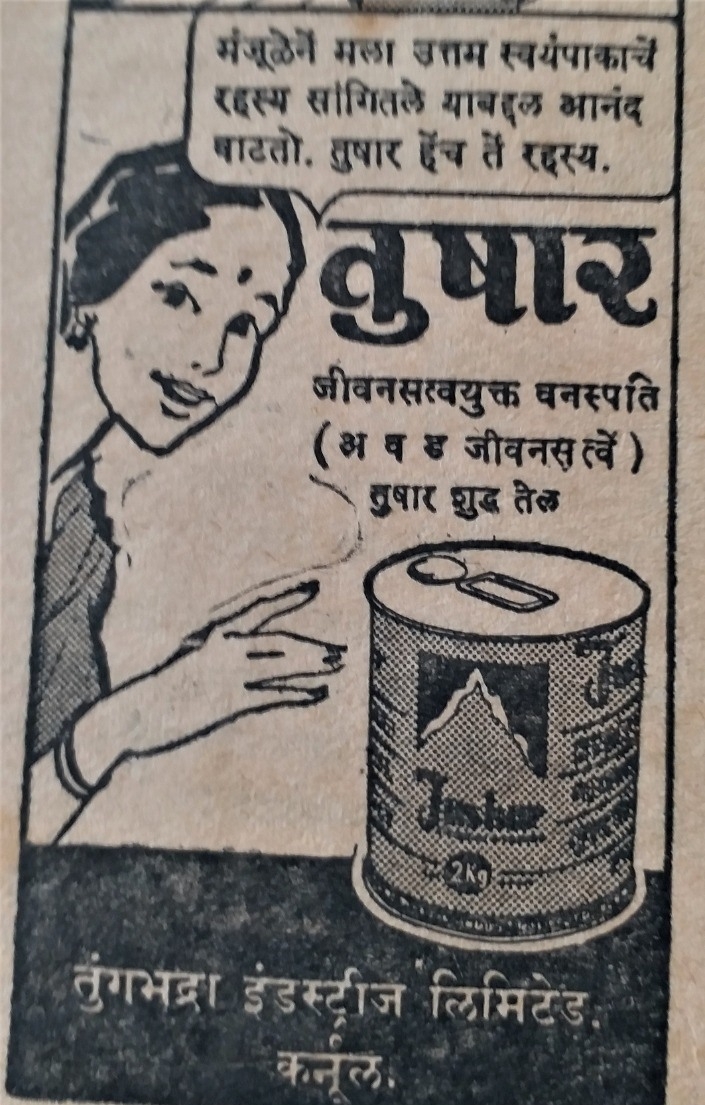 मंजूळेनें मला उत्तम स्वयंपाकाचें
रहस्य सांगितले याबद्दल आनंद
वाटतो. तुषार हेंच तें रहस्य.
तुषार
जीवनसत्वयुक्त वनस्पति
( अ व ड जीवनसत्वें )
तुषार शुद्ध तेल
Tushar
2Kg
तुंगभद्रा इंडस्ट्रीज लिमिटेड.
कर्नूल.